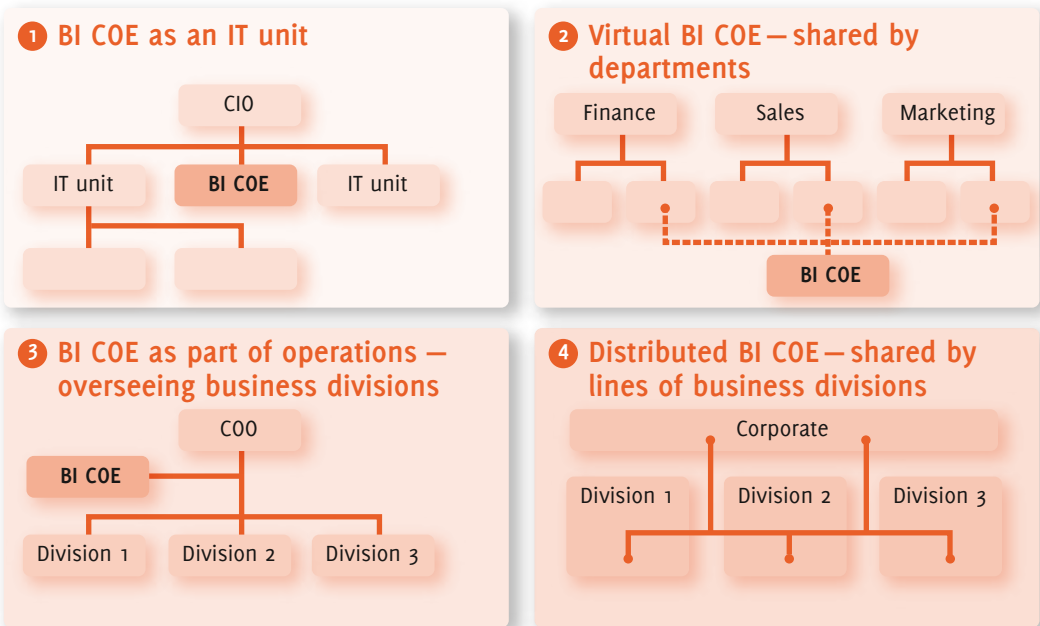 1 BI COE as an IT unit
CIO
IT unit
BI COE
IT unit
2 Virtual BI COE — shared by
departments
Finance
Sales
Marketing
BI COE
3 BI COE as part of operations —
overseeing business divisions
COO
BI COE
Division 1
Division 2
Division 3
4 Distributed BI COE — shared by
lines of business divisions
Corporate
Division 1
Division 2
Division 3